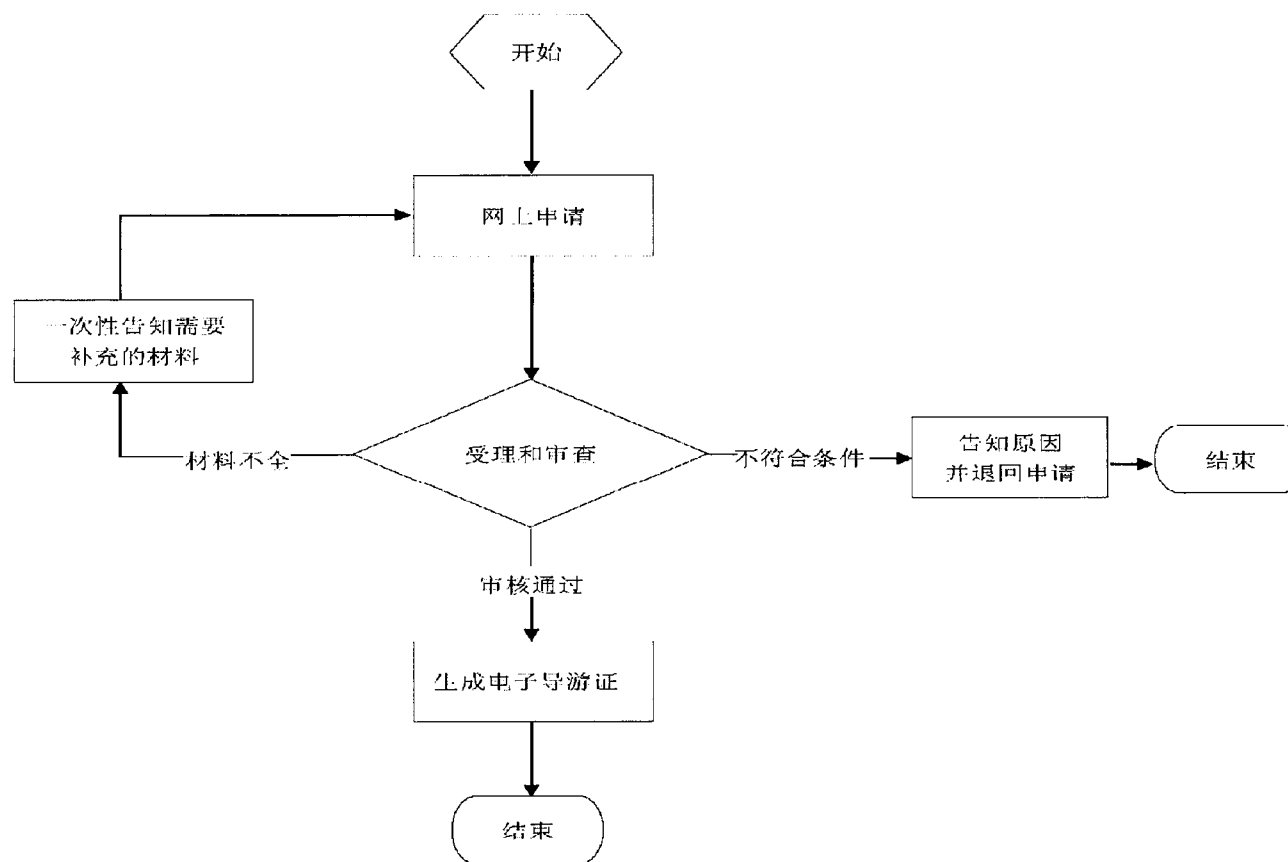 开始
网上申请
一次性告知需要
补充的材料
材料不全
受理和审查
不符合条件
告知原因
并退回申请
结束
审核通过
生成电子导游证
结束